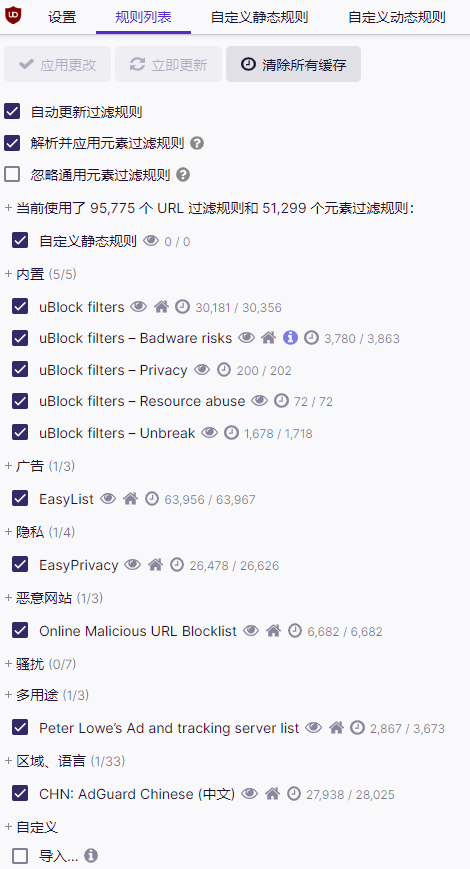 设置 规则列表 自定义静态规则 自定义动态规则
应用更改 立即更新 清除所有缓存
自动更新过滤规则
解析并应用元素过滤规则
忽略通用元素过滤规则
+ 当前使用了 95,775 个 URL 过滤规则和 51,299 个元素过滤规则：
自定义静态规则 0 / 0
+ 内置 (5/5)
uBlock filters 30,181 / 30,356
uBlock filters – Badware risks 3,780 / 3,863
uBlock filters – Privacy 200 / 202
uBlock filters – Resource abuse 72 / 72
uBlock filters – Unbreak 1,678 / 1,718
+ 广告 (1/3)
EasyList 63,956 / 63,967
+ 隐私 (1/4)
EasyPrivacy 26,478 / 26,626
+ 恶意网站 (1/3)
Online Malicious URL Blocklist 6,682 / 6,682
+ 骚扰 (0/7)
+ 多用途 (1/3)
Peter Lowe’s Ad and tracking server list 2,867 / 3,673
+ 区域、语言 (1/33)
CHN: AdGuard Chinese (中文) 27,938 / 28,025
+ 自定义
导入...